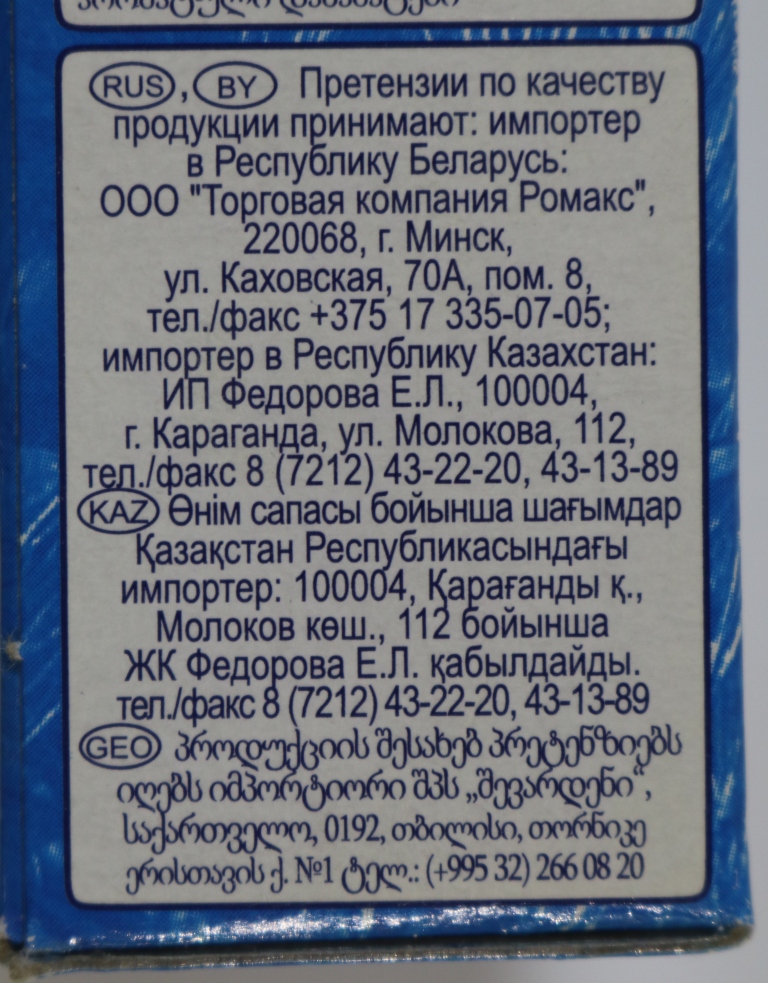 RUS, BY Претензии по качеству
продукции принимают: импортер
в Республику Беларусь:
ООО "Торговая компания Ромакс",
220068, г. Минск,
ул. Каховская, 70А, пом. 8,
тел./факс +375 17 335-07-05;
импортер в Республику Казахстан:
ИП Федорова Е.Л., 100004,
г. Караганда, ул. Молокова, 112,
тел./факс 8 (7212) 43-22-20, 43-13-89
KAZ Өнім сапасы бойынша шағымдар
Қазақстан Республикасындағы
импортер: 100004, Қарағанды қ.,
Молоков көш., 112 бойынша
ЖК Федорова Е.Л. қабылдайды.
тел./факс 8 (7212) 43-22-20, 43-13-89
GEO პროდუქციის შესახებ პრეტენზიებს
იღებს იმპორტიორი შპს „შევარდენი“,
საქართველო, 0192, თბილისი, თორნიკე
ერისთავის ქ. №1 ტელ.: (+995 32) 266 08 20